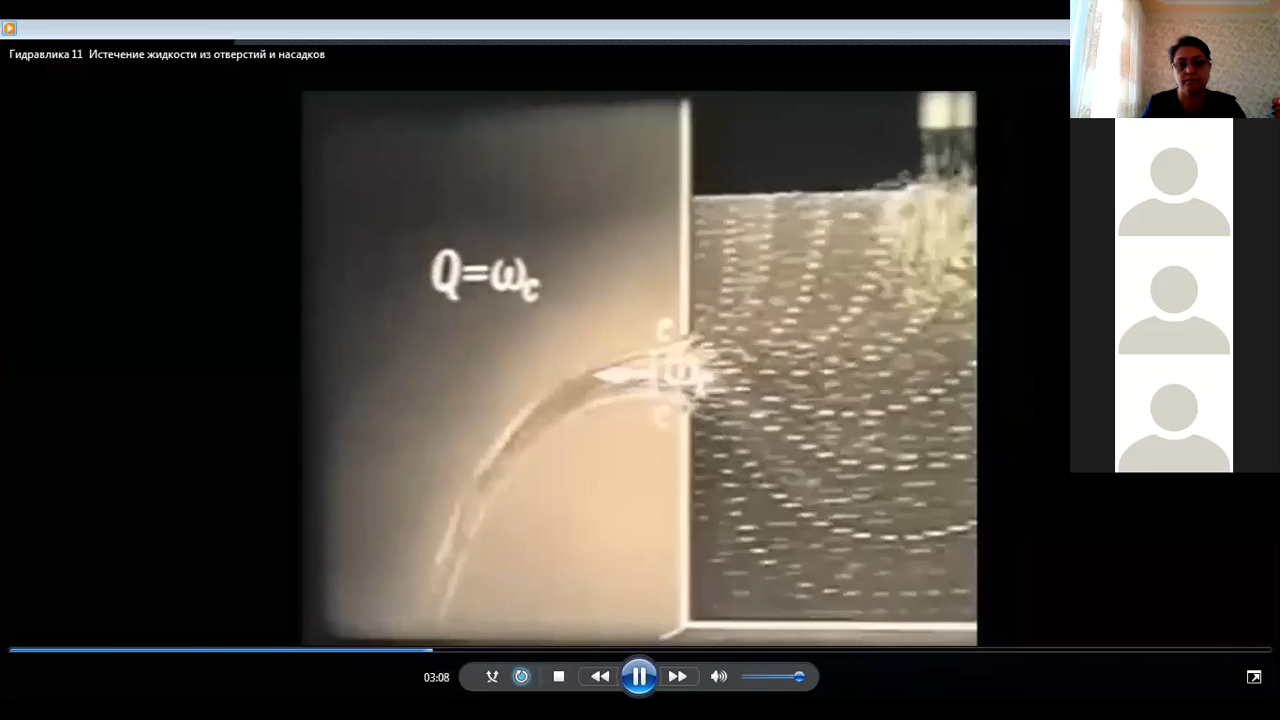 Гидравлика 11 Истечение жидкости из отверстий и насадков
Q=ωc
c
c
03:08